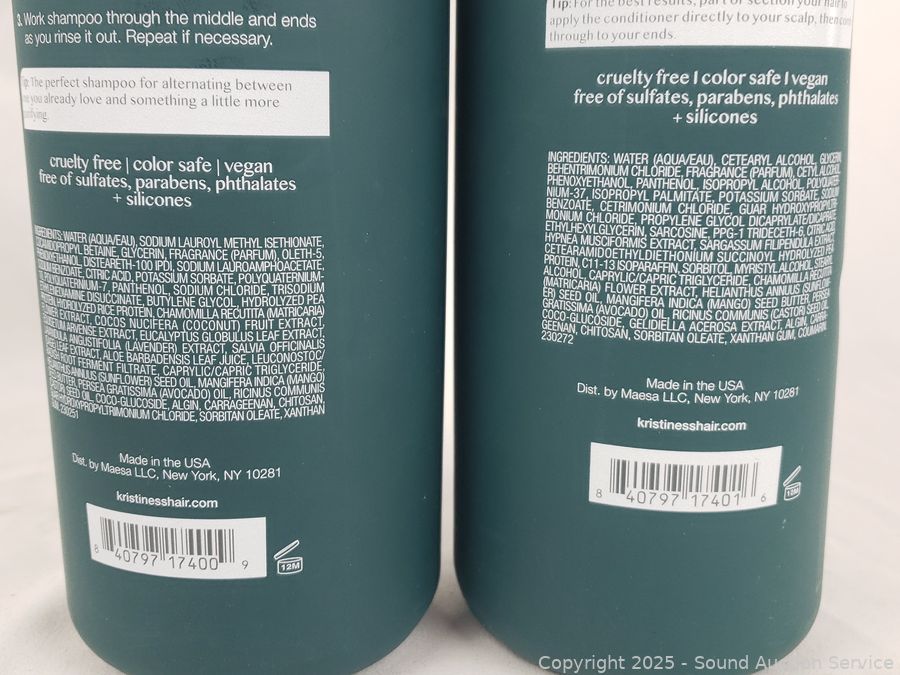 3. Work shampoo through the middle and ends
as you rinse it out. Repeat if necessary.
Tip: The perfect shampoo for alternating between
you already love and something a little more
cruelty free | color safe | vegan
free of sulfates, parabens, phthalates
+ silicones
INGREDIENTS: WATER (AQUA/EAU), SODIUM LAUROYL METHYL ISETHIONATE,
COCAMIDOPROPYL BETAINE, GLYCERIN, FRAGRANCE (PARFUM), OLETH-5,
PHENOXYETHANOL, DISTEARETH-100 IPDI, SODIUM LAUROAMPHOACETATE,
SODIUM BENZOATE, CITRIC ACID, POTASSIUM SORBATE, POLYQUATERNIUM-
POLYQUATERNIUM-7, PANTHENOL, SODIUM CHLORIDE, TRISODIUM
DISUCCINATE, BUTYLENE GLYCOL, HYDROLYZED PEA
HYDROLYZED RICE PROTEIN, CHAMOMILLA RECUTITA (MATRICARIA)
FLOWER EXTRACT, COCOS NUCIFERA (COCONUT) FRUIT EXTRACT,
ARVENSE EXTRACT, EUCALYPTUS GLOBULUS LEAF EXTRACT,
ANGUSTIFOLIA (LAVENDER) EXTRACT, SALVIA OFFICINALIS
LEAF EXTRACT, ALOE BARBADENSIS LEAF JUICE, LEUCONOSTOC/
ROOT FERMENT FILTRATE, CAPRYLIC/CAPRIC TRIGLYCERIDE,
ANNUUS (SUNFLOWER) SEED OIL, MANGIFERA INDICA (MANGO)
BUTTER, PERSEA GRATISSIMA (AVOCADO) OIL, RICINUS COMMUNIS
SEED OIL, COCO-GLUCOSIDE, ALGIN, CARRAGEENAN, CHITOSAN,
HYDROXYPROPYLTRIMONIUM CHLORIDE, SORBITAN OLEATE, XANTHAN
GUM, 230251
Made in the USA
Dist. by Maesa LLC, New York, NY 10281
kristinesshair.com
8 40797 17400 9
12M
Tip: For the best results, part or section your hair to
apply the conditioner directly to your scalp, then
through to your ends.
cruelty free | color safe | vegan
free of sulfates, parabens, phthalates
+ silicones
INGREDIENTS: WATER (AQUA/EAU), CETEARYL ALCOHOL, GLYCERIN,
BEHENTRIMONIUM CHLORIDE, FRAGRANCE (PARFUM), CETYL ALCOHOL,
PHENOXYETHANOL, PANTHENOL, ISOPROPYL ALCOHOL, POLYQUATER-
NIUM-37, ISOPROPYL PALMITATE, POTASSIUM SORBATE, SODIUM
BENZOATE, CETRIMONIUM CHLORIDE, GUAR HYDROXYPROPYLTRI-
MONIUM CHLORIDE, PROPYLENE GLYCOL DICAPRYLATE/DICAPRATE,
ETHYLHEXYLGLYCERIN, SARCOSINE, PPG-1 TRIDECETH-6, CITRIC ACID,
HYPNEA MUSCIFORMIS EXTRACT, SARGASSUM FILIPENDULA EXTRACT,
CETEARAMIDOETHYLDIETHONIUM SUCCINOYL HYDROLYZED PEA
PROTEIN, C11-13 ISOPARAFFIN, SORBITOL, MYRISTYL ALCOHOL, STEARYL
ALCOHOL, CAPRYLIC/CAPRIC TRIGLYCERIDE, CHAMOMILLA RECUTITA
(MATRICARIA) FLOWER EXTRACT, HELIANTHUS ANNUUS (SUNFLOW-
ER) SEED OIL, MANGIFERA INDICA (MANGO) SEED BUTTER, PERSEA
GRATISSIMA (AVOCADO) OIL, RICINUS COMMUNIS (CASTOR) SEED OIL,
COCO-GLUCOSIDE, GELIDIELLA ACEROSA EXTRACT, ALGIN, CARRA-
GEENAN, CHITOSAN, SORBITAN OLEATE, XANTHAN GUM, COUMARIN.
230272
Made in the USA
Dist. by Maesa LLC, New York, NY 10281
kristinesshair.com
8 40797 17401 6
12M
Copyright 2025 - Sound Auction Service